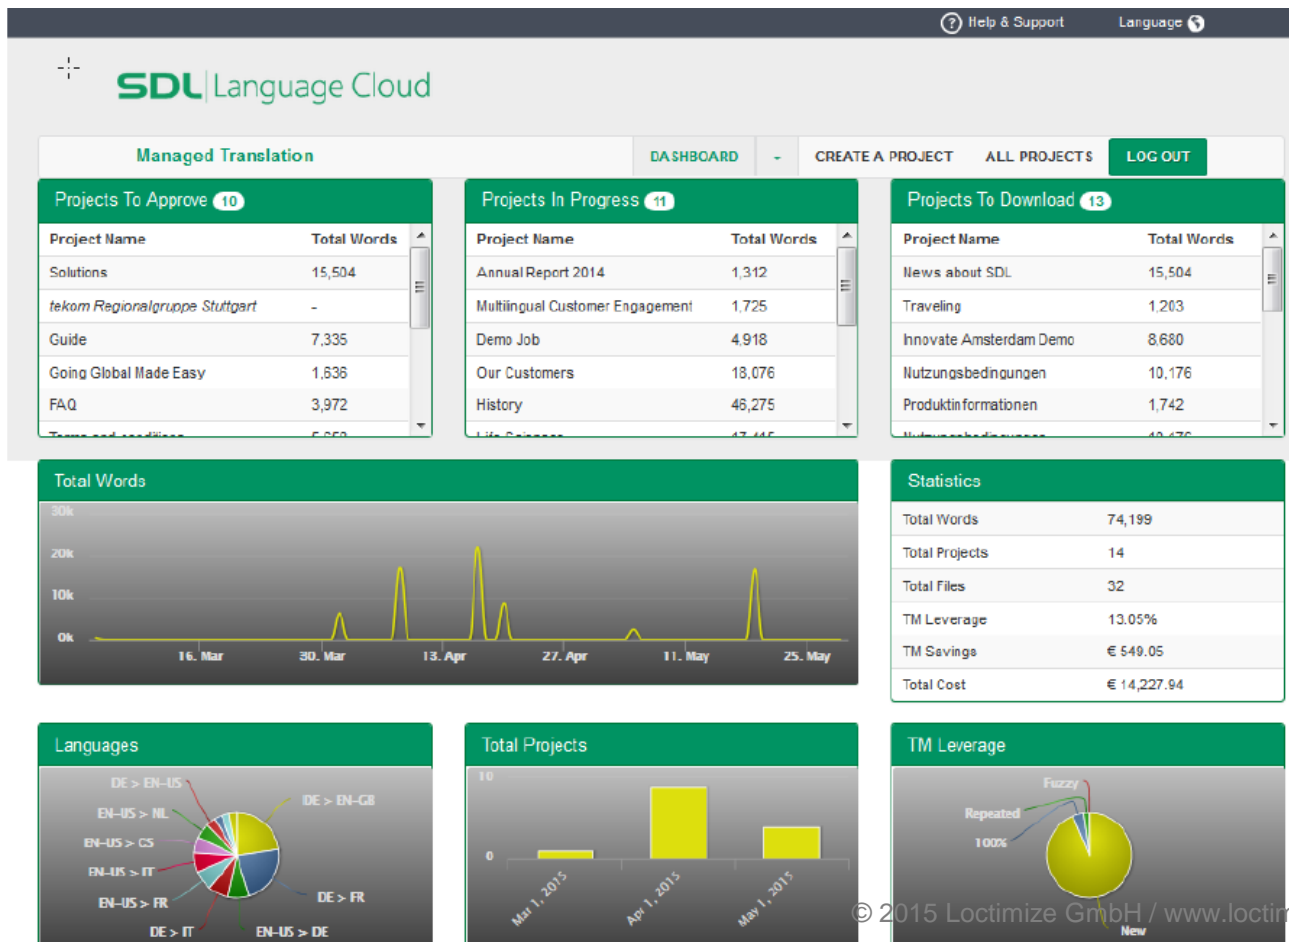 ? Help & Support Language
SDL Language Cloud
Managed Translation DASHBOARD CREATE A PROJECT ALL PROJECTS LOG OUT
Projects To Approve 10
Project Name Total Words
Solutions 15,504
tekom Regionalgruppe Stuttgart -
Guide 7,335
Going Global Made Easy 1,636
FAQ 3,972
Terms and conditions
Projects In Progress 11
Project Name Total Words
Annual Report 2014 1,312
Multilingual Customer Engagement 1,725
Demo Job 4,918
Our Customers 18,076
History 46,275
Life Sciences
Projects To Download 13
Project Name Total Words
News about SDL 15,504
Traveling 1,203
Innovate Amsterdam Demo 8,680
Nutzungsbedingungen 10,176
Produktinformationen 1,742
Nutzungsbedingungen 10,176
Total Words
30k
20k
10k
0k
16. Mar 30. Mar 13. Apr 27. Apr 11. May 25. May
Statistics
Total Words 74,199
Total Projects 14
Total Files 32
TM Leverage 13.05%
TM Savings € 549.05
Total Cost € 14,227.94
Languages
DE > EN-US
DE > EN-GB
EN-US > NL
EN-US > CS
EN-US > IT
EN-US > FR
DE > FR
DE > IT
EN-US > DE
Total Projects
10
0
Mar 1, 2015 Apr 1, 2015 May 1, 2015
TM Leverage
Fuzzy
Repeated
100%
New
© 2015 Loctimize GmbH / www.loctim